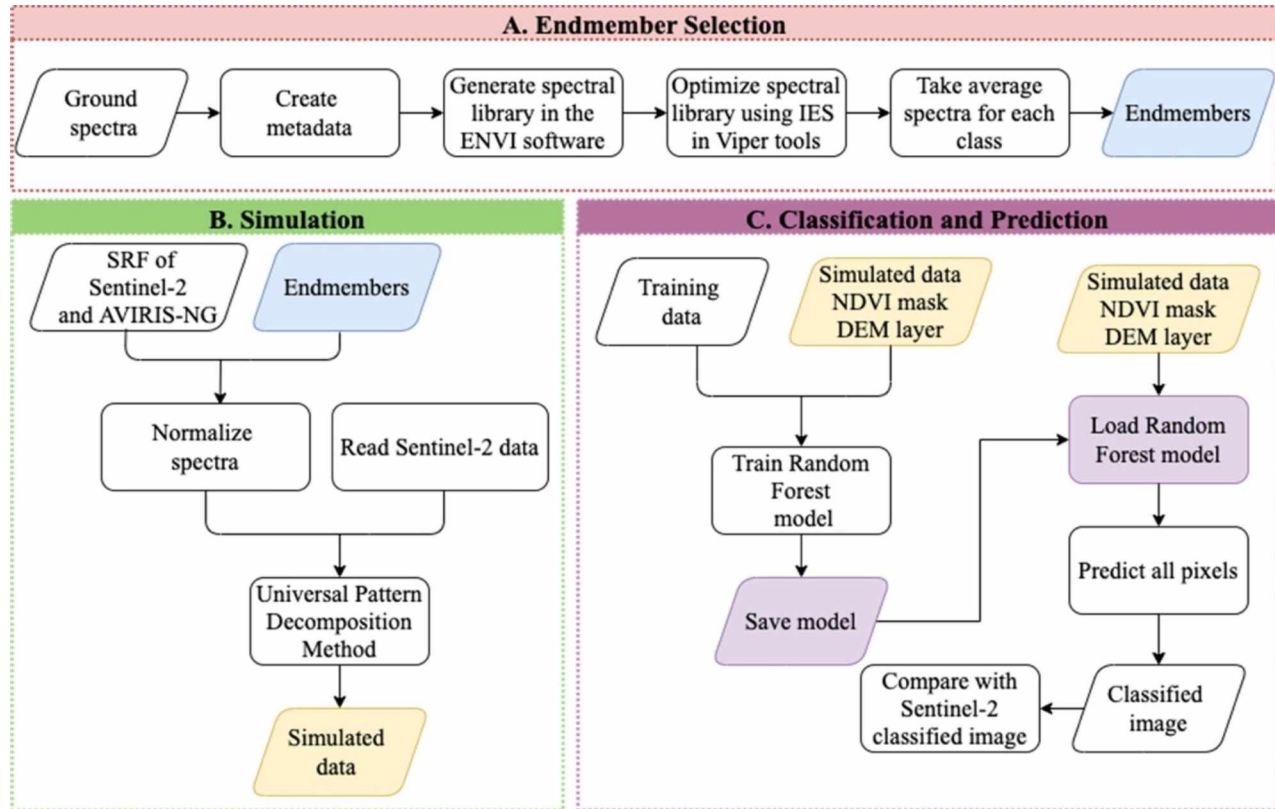 A. Endmember Selection
Ground
spectra
Create
metadata
Generate spectral
library in the
ENVI software
Optimize spectral
library using IES
in Viper tools
Take average
spectra for each
class
Endmembers
B. Simulation
SRF of
Sentinel-2
and AVIRIS-NG
Endmembers
Normalize
spectra
Read Sentinel-2 data
Universal Pattern
Decomposition
Method
Simulated
data
C. Classification and Prediction
Training
data
Simulated data
NDVI mask
DEM layer
Train Random
Forest
model
Save model
Simulated data
NDVI mask
DEM layer
Load Random
Forest model
Predict all pixels
Classified
image
Compare with
Sentinel-2
classified image